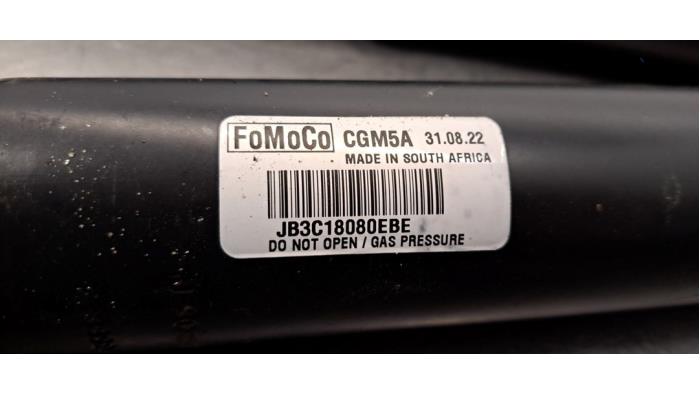 FoMoCo CGM5A 31.08.22
MADE IN SOUTH AFRICA
JB3C18080EBE
DO NOT OPEN / GAS PRESSURE